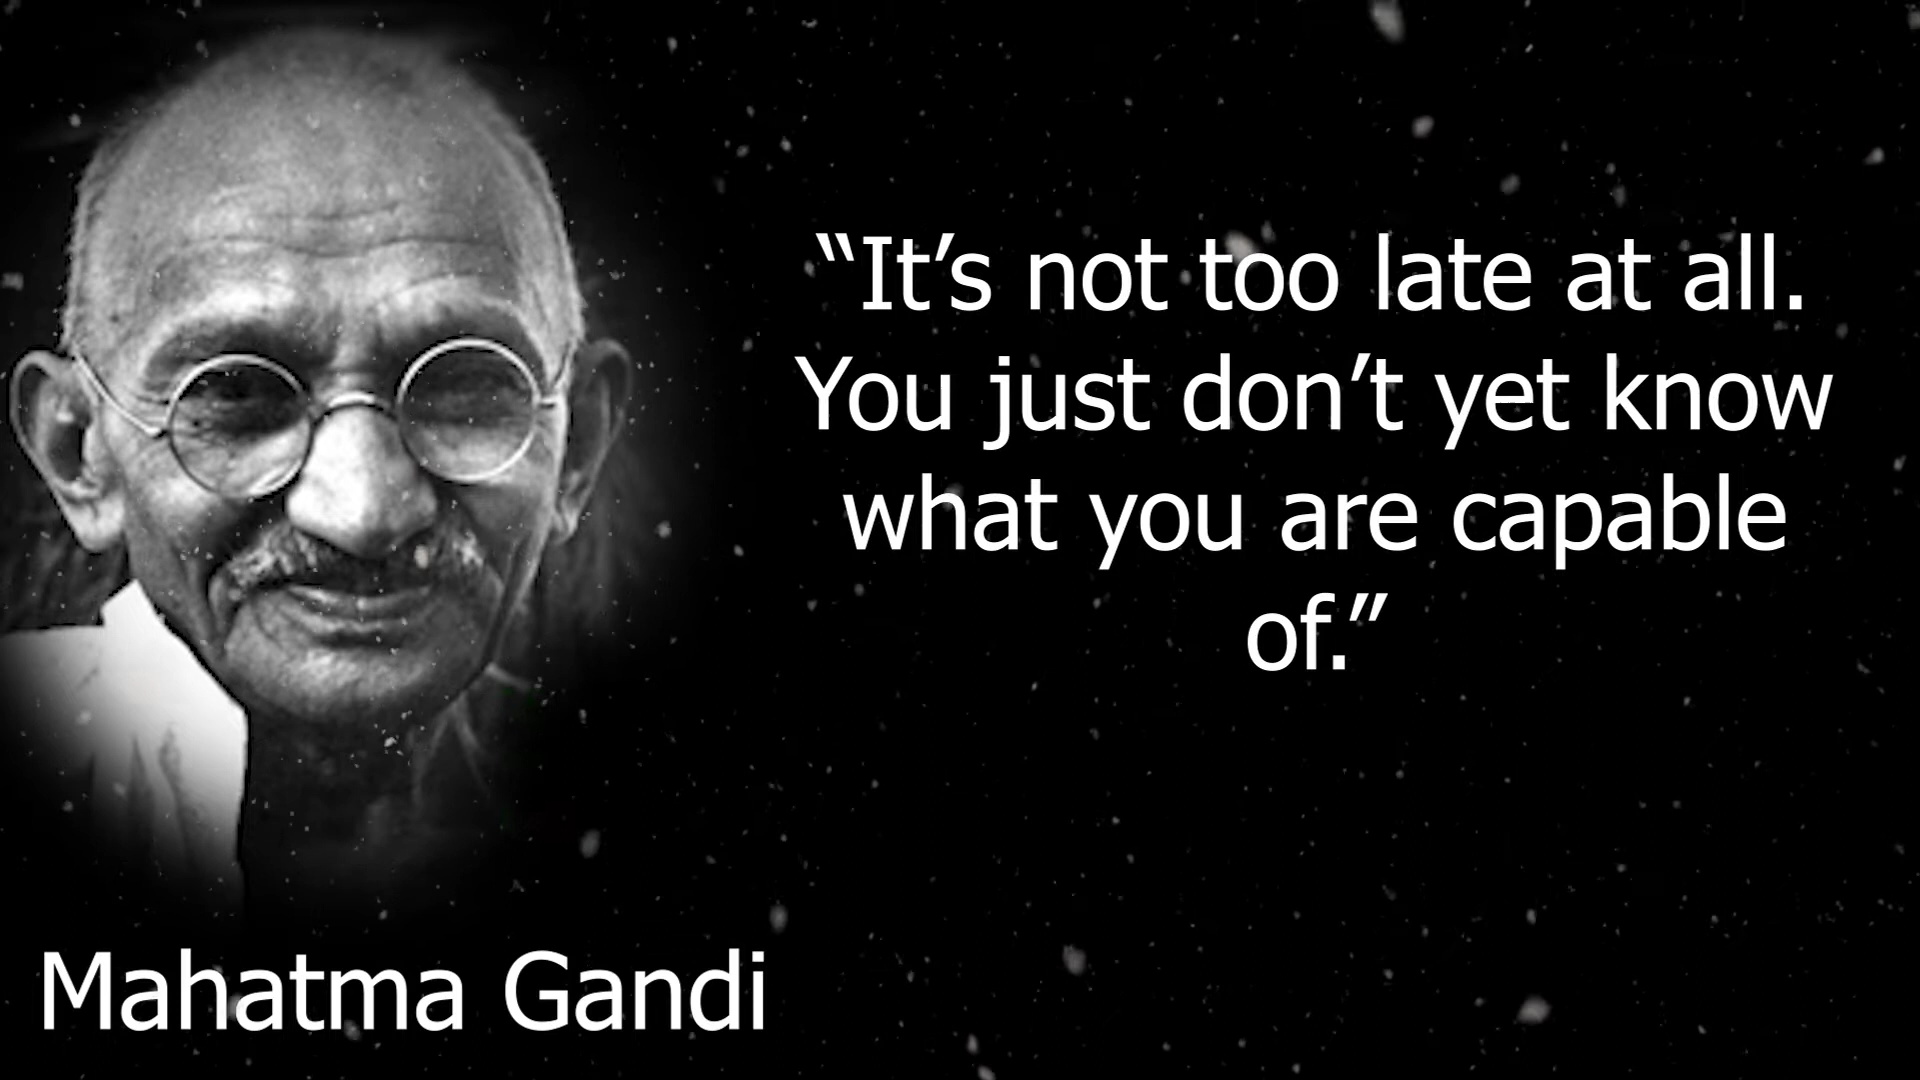 “It’s not too late at all.
You just don’t yet know
what you are capable
of.”
Mahatma Gandi